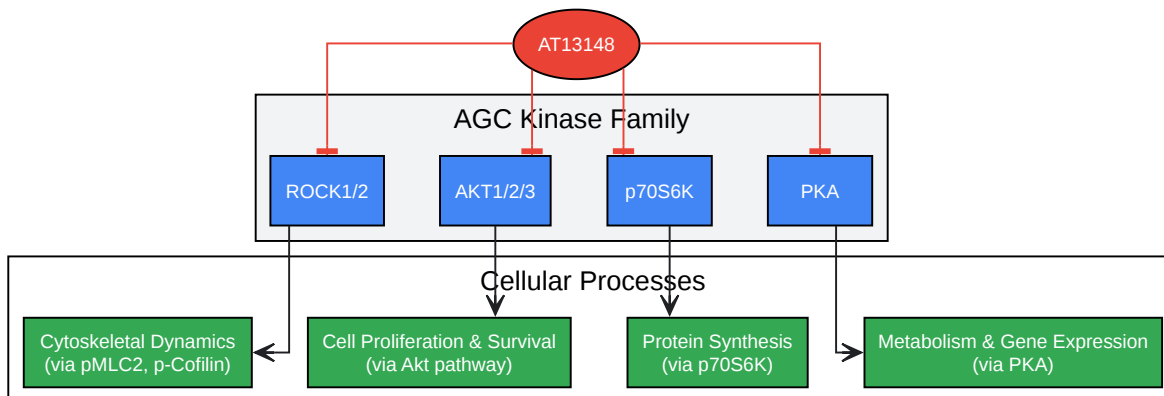 AT13148
AGC Kinase Family
ROCK1/2
AKT1/2/3
p70S6K
PKA
Cellular Processes
Cytoskeletal Dynamics
(via pMLC2, p-Cofilin)
Cell Proliferation & Survival
(via Akt pathway)
Protein Synthesis
(via p70S6K)
Metabolism & Gene Expression
(via PKA)